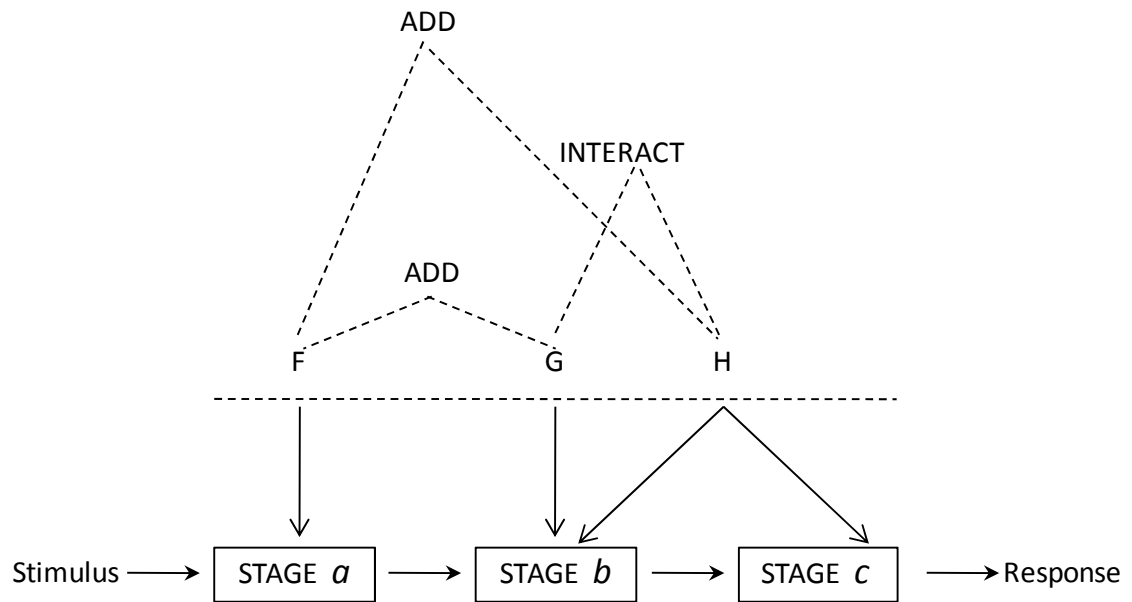 ADD
INTERACT
ADD
F G H
Stimulus STAGE a STAGE b STAGE c Response